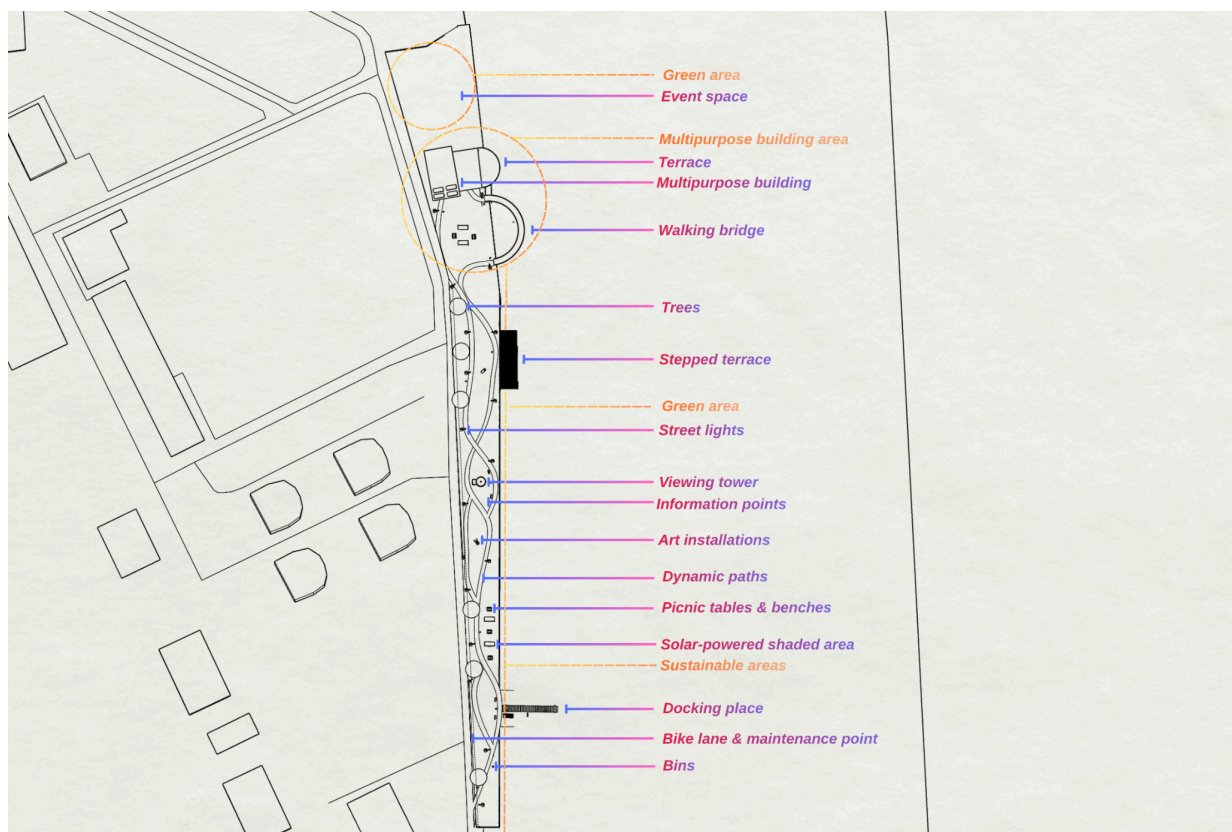 Green area
Event space
Multipurpose building area
Terrace
Multipurpose building
Walking bridge
Trees
Stepped terrace
Green area
Street lights
Viewing tower
Information points
Art installations
Dynamic paths
Picnic tables & benches
Solar-powered shaded area
Sustainable areas
Docking place
Bike lane & maintenance point
Bins